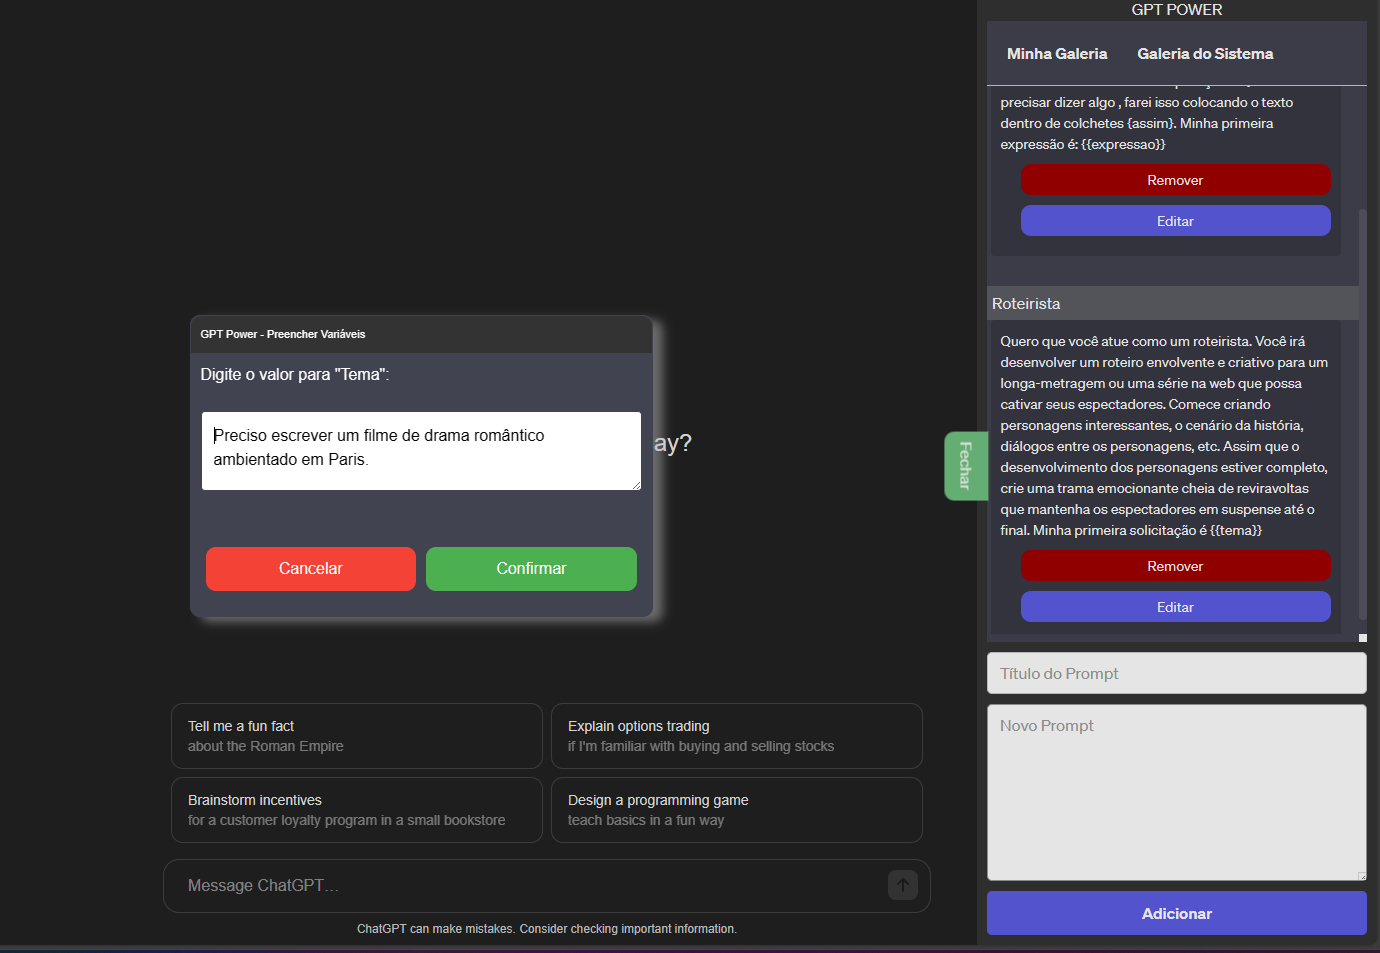 GPT POWER
Minha Galeria
Galeria do Sistema
precisar dizer algo , farei isso colocando o texto
dentro de colchetes {assim}. Minha primeira
expressão é: {{expressao}}
Remover
Editar
Roteirista
Quero que você atue como um roteirista. Você irá
desenvolver um roteiro envolvente e criativo para um
longa-metragem ou uma série na web que possa
cativar seus espectadores. Comece criando
personagens interessantes, o cenário da história,
diálogos entre os personagens, etc. Assim que o
desenvolvimento dos personagens estiver completo,
crie uma trama emocionante cheia de reviravoltas
que mantenha os espectadores em suspense até o
final. Minha primeira solicitação é {{tema}}
Remover
Editar
Título do Prompt
Novo Prompt
Adicionar
Fechar
GPT Power - Preencher Variáveis
Digite o valor para "Tema":
Preciso escrever um filme de drama romântico
ambientado em Paris.
Cancelar
Confirmar
ay?
Tell me a fun fact
about the Roman Empire
Explain options trading
if I'm familiar with buying and selling stocks
Brainstorm incentives
for a customer loyalty program in a small bookstore
Design a programming game
teach basics in a fun way
Message ChatGPT...
ChatGPT can make mistakes. Consider checking important information.